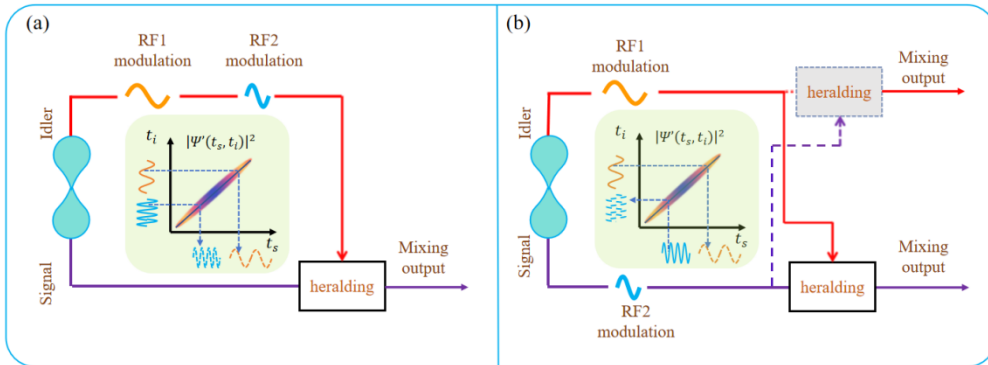 (a)
RF1
modulation
RF2
modulation
Idler
Signal
t_i
|Ψ'(t_s, t_i)|²
t_s
heralding
Mixing
output
(b)
RF1
modulation
Idler
Signal
t_i
|Ψ'(t_s, t_i)|²
t_s
RF2
modulation
heralding
Mixing
output
heralding
Mixing
output